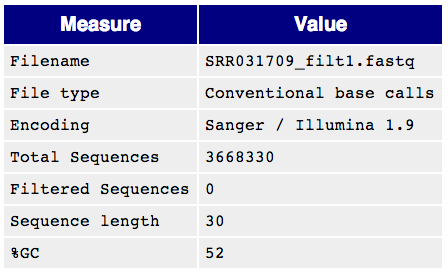 Measure Value
Filename SRR031709_filt1.fastq
File type Conventional base calls
Encoding Sanger / Illumina 1.9
Total Sequences 3668330
Filtered Sequences 0
Sequence length 30
%GC 52